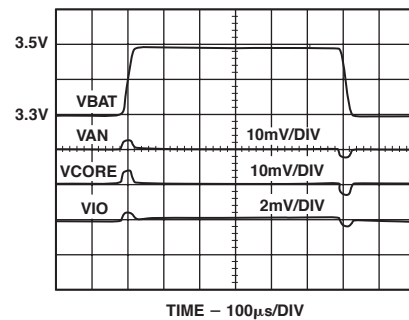 3.5V
3.3V
VBAT
VAN 10mV/DIV
VCORE 10mV/DIV
VIO 2mV/DIV
TIME – 100μs/DIV